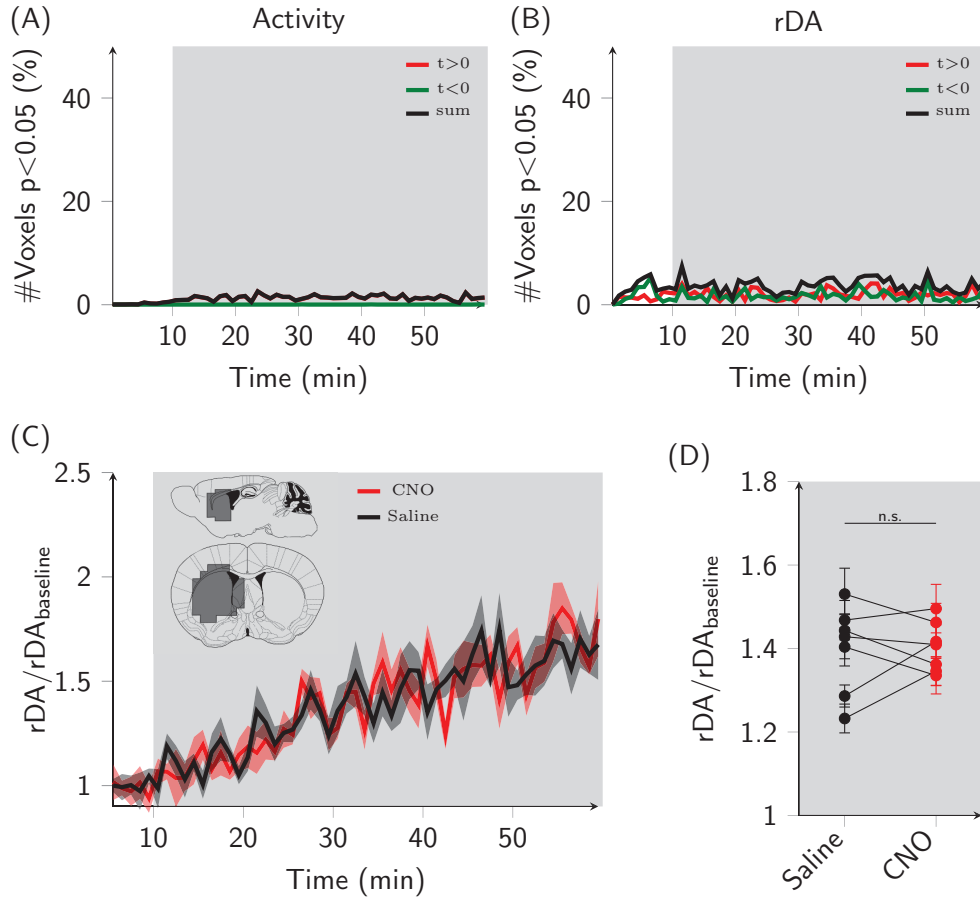 (A)
Activity
#Voxels p<0.05 (%)
40
20
0
t>0
t<0
sum
10 20 30 40 50
Time (min)
(B)
rDA
#Voxels p<0.05 (%)
40
20
0
t>0
t<0
sum
10 20 30 40 50
Time (min)
(C)
rDA/rDAbaseline
2.5
2
1.5
1
CNO
Saline
10 20 30 40 50
Time (min)
(D)
rDA/rDAbaseline
1.8
1.6
1.4
1.2
1
n.s.
Saline
CNO